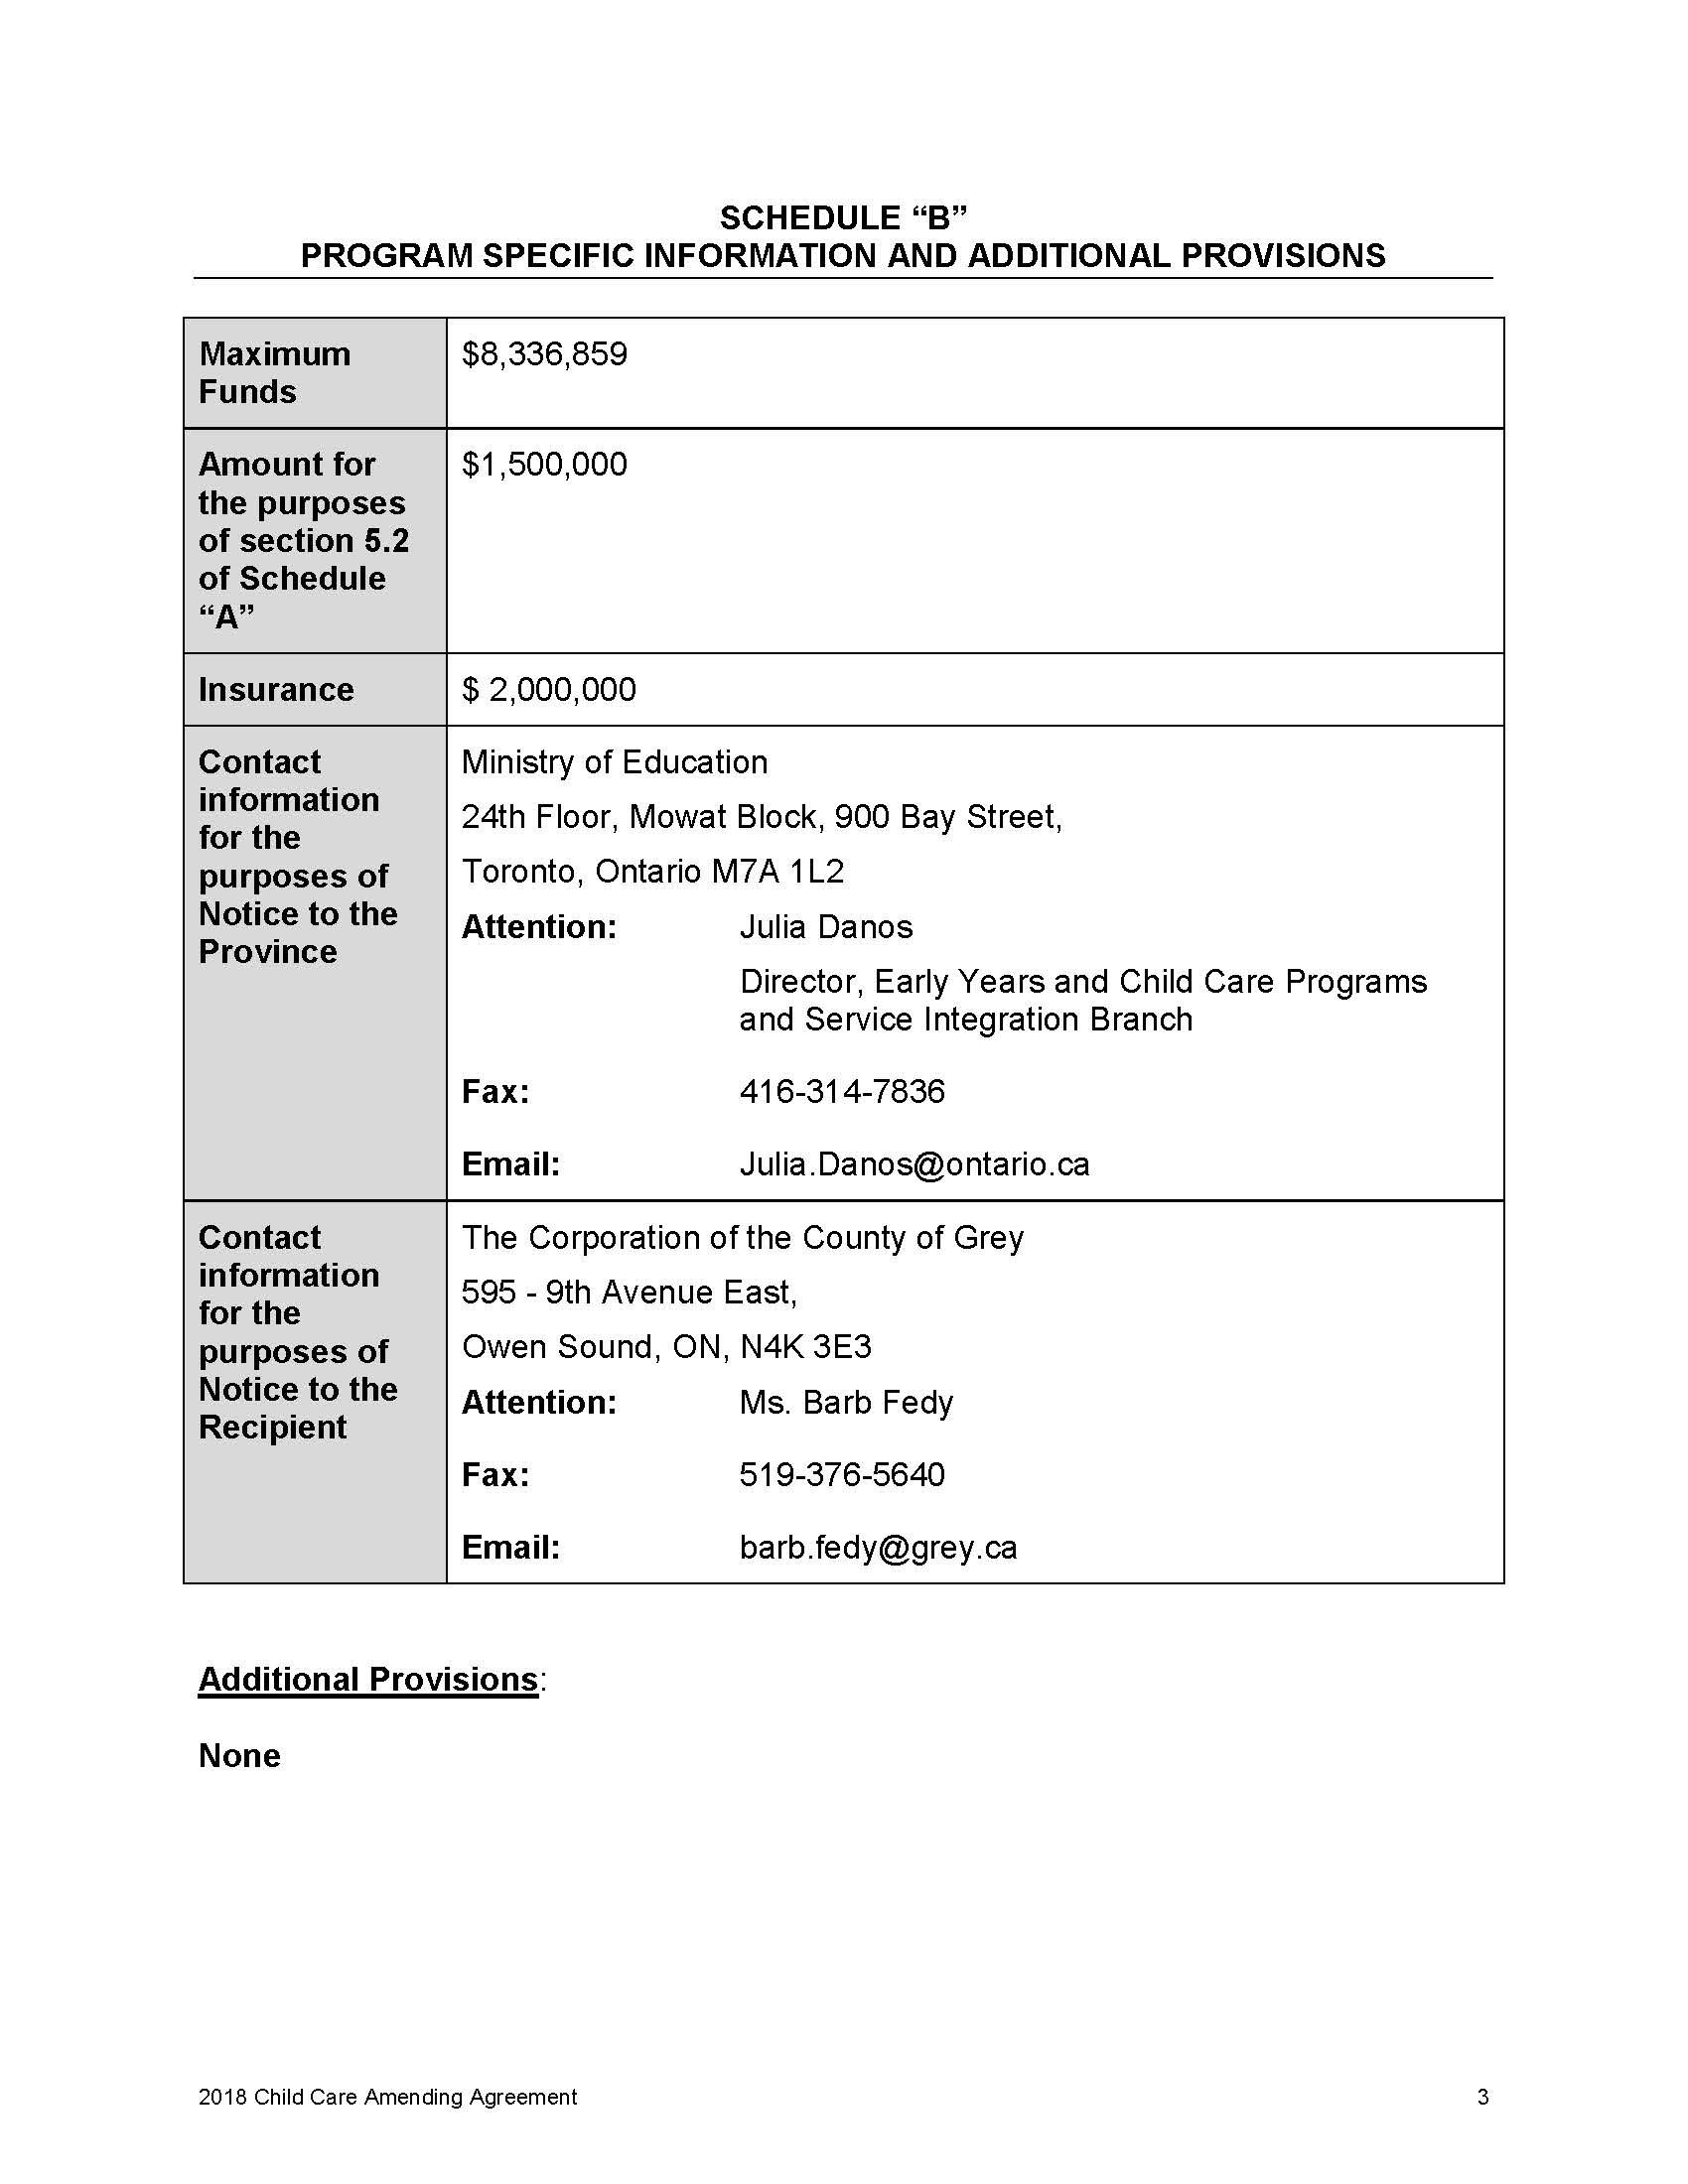 SCHEDULE “B”
PROGRAM SPECIFIC INFORMATION AND ADDITIONAL PROVISIONS
Maximum
Funds
$8,336,859
Amount for
the purposes
of section 5.2
of Schedule
“A”
$1,500,000
Insurance
$ 2,000,000
Contact
information
for the
purposes of
Notice to the
Province
Ministry of Education
24th Floor, Mowat Block, 900 Bay Street,
Toronto, Ontario M7A 1L2
Attention: Julia Danos
Director, Early Years and Child Care Programs
and Service Integration Branch
Fax: 416-314-7836
Email: Julia.Danos@ontario.ca
Contact
information
for the
purposes of
Notice to the
Recipient
The Corporation of the County of Grey
595 - 9th Avenue East,
Owen Sound, ON, N4K 3E3
Attention: Ms. Barb Fedy
Fax: 519-376-5640
Email: barb.fedy@grey.ca
Additional Provisions:
None
2018 Child Care Amending Agreement 3